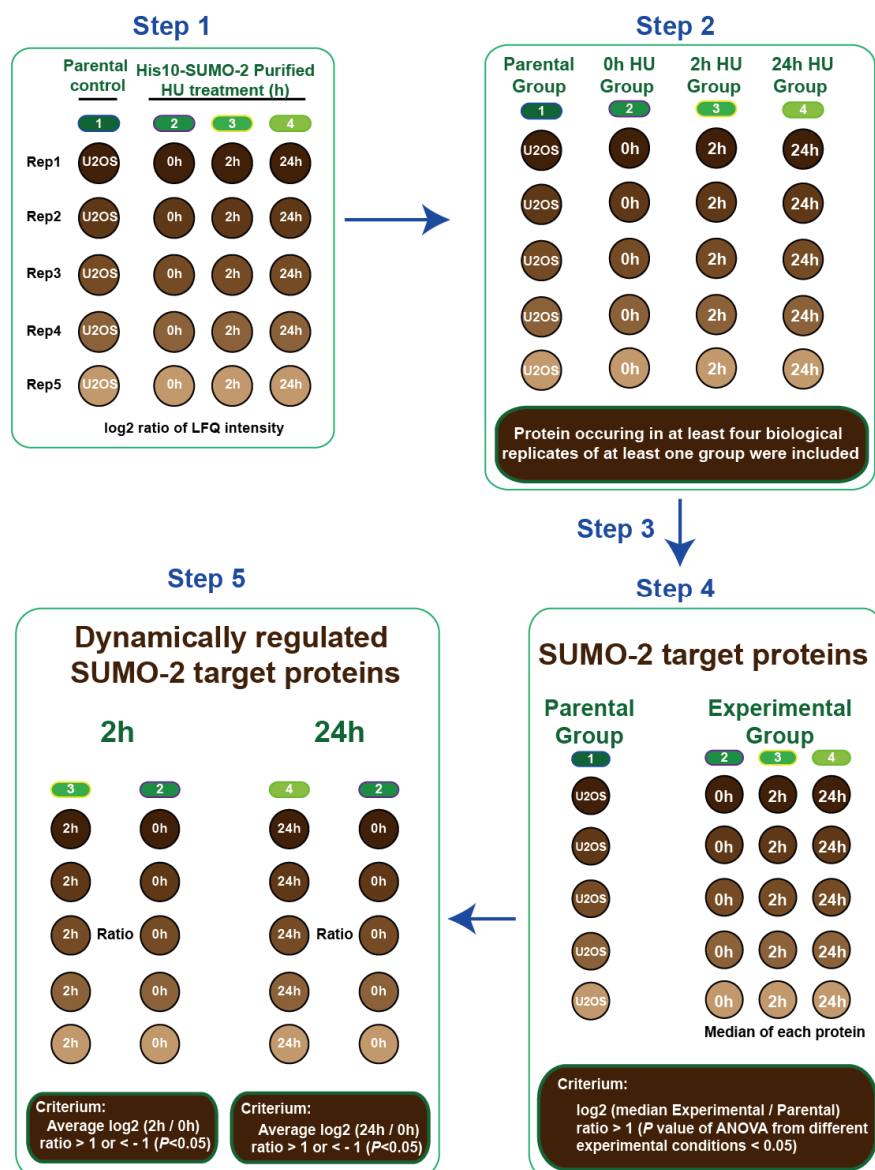 Step 1
Parental control
His10-SUMO-2 Purified
HU treatment (h)
1 2 3 4
Rep1 U2OS 0h 2h 24h
Rep2 U2OS 0h 2h 24h
Rep3 U2OS 0h 2h 24h
Rep4 U2OS 0h 2h 24h
Rep5 U2OS 0h 2h 24h
log2 ratio of LFQ intensity
Step 2
Parental Group
0h HU Group
2h HU Group
24h HU Group
1 2 3 4
U2OS 0h 2h 24h
U2OS 0h 2h 24h
U2OS 0h 2h 24h
U2OS 0h 2h 24h
U2OS 0h 2h 24h
Protein occuring in at least four biological
replicates of at least one group were included
Step 3
Step 4
SUMO-2 target proteins
Parental Group
Experimental Group
1 2 3 4
U2OS 0h 2h 24h
U2OS 0h 2h 24h
U2OS 0h 2h 24h
U2OS 0h 2h 24h
U2OS 0h 2h 24h
Median of each protein
Criterium:
log2 (median Experimental / Parental)
ratio > 1 (P value of ANOVA from different
experimental conditions < 0.05)
Step 5
Dynamically regulated
SUMO-2 target proteins
2h 24h
3 2 4 2
2h 0h 24h 0h
2h 0h 24h 0h
2h Ratio 0h 24h Ratio 0h
2h 0h 24h 0h
2h 0h 24h 0h
Criterium:
Average log2 (2h / 0h)
ratio > 1 or < - 1 (P<0.05)
Criterium:
Average log2 (24h / 0h)
ratio > 1 or < - 1 (P<0.05)